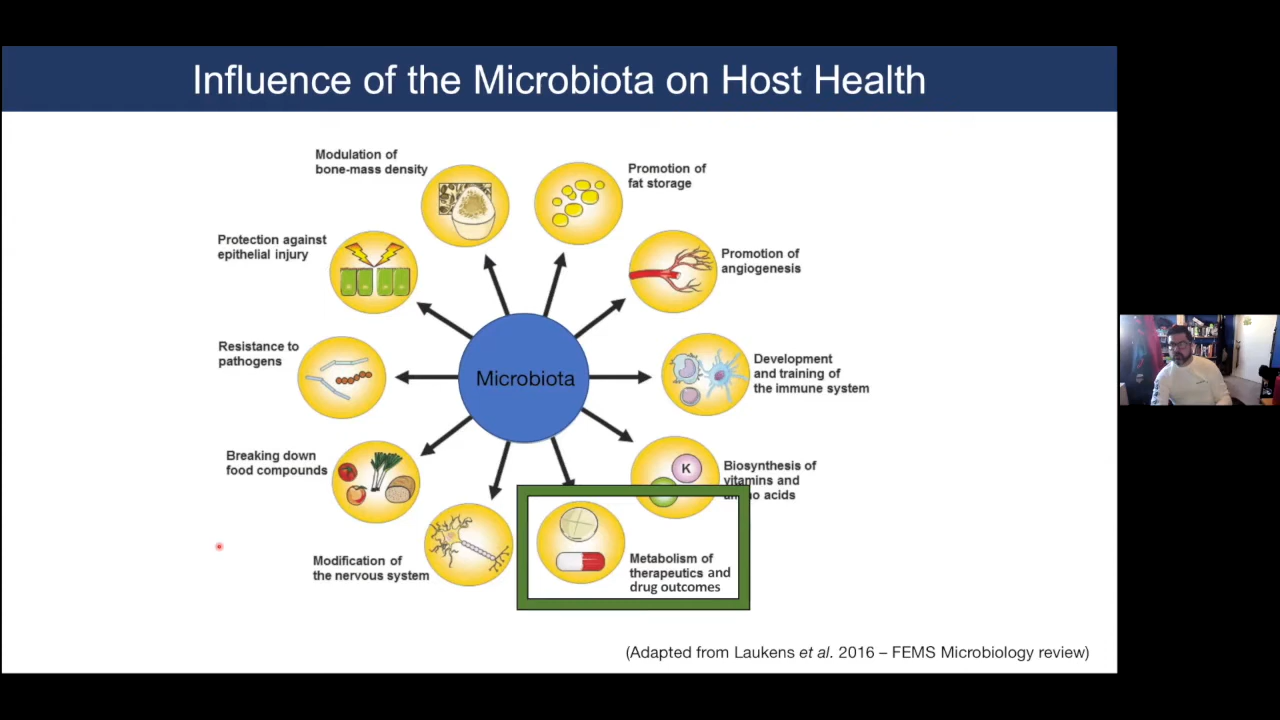 Influence of the Microbiota on Host Health
Modulation of
bone-mass density
Promotion of
fat storage
Protection against
epithelial injury
Promotion of
angiogenesis
Resistance to
pathogens
Microbiota
Development
and training of
the immune system
Breaking down
food compounds
K
Biosynthesis of
vitamins and
acids
Modification of
the nervous system
Metabolism of
therapeutics and
drug outcomes
(Adapted from Laukens et al. 2016 – FEMS Microbiology review)